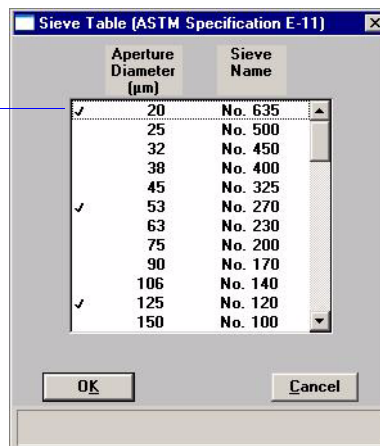 Sieve Table (ASTM Specification E-11)
Aperture Diameter (µm) Sieve Name
20 No. 635
25 No. 500
32 No. 450
38 No. 400
45 No. 325
53 No. 270
63 No. 230
75 No. 200
90 No. 170
106 No. 140
125 No. 120
150 No. 100
OK Cancel